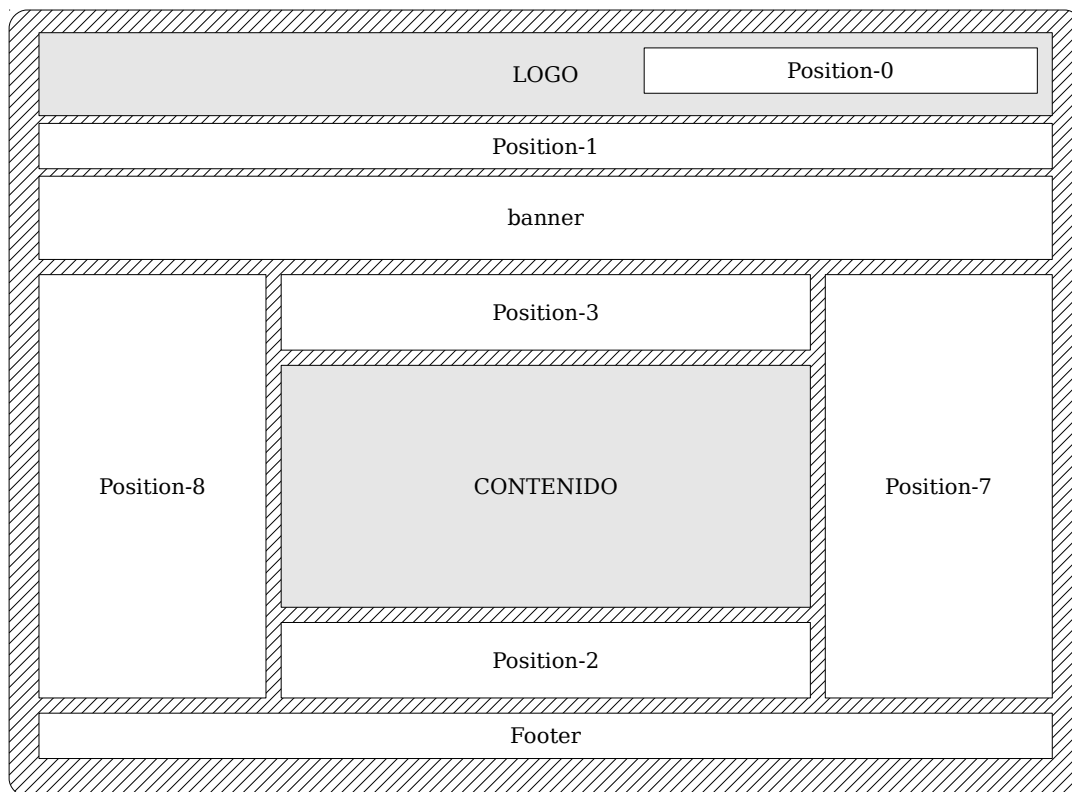 LOGO
Position-0
Position-1
banner
Position-3
Position-8
CONTENIDO
Position-7
Position-2
Footer